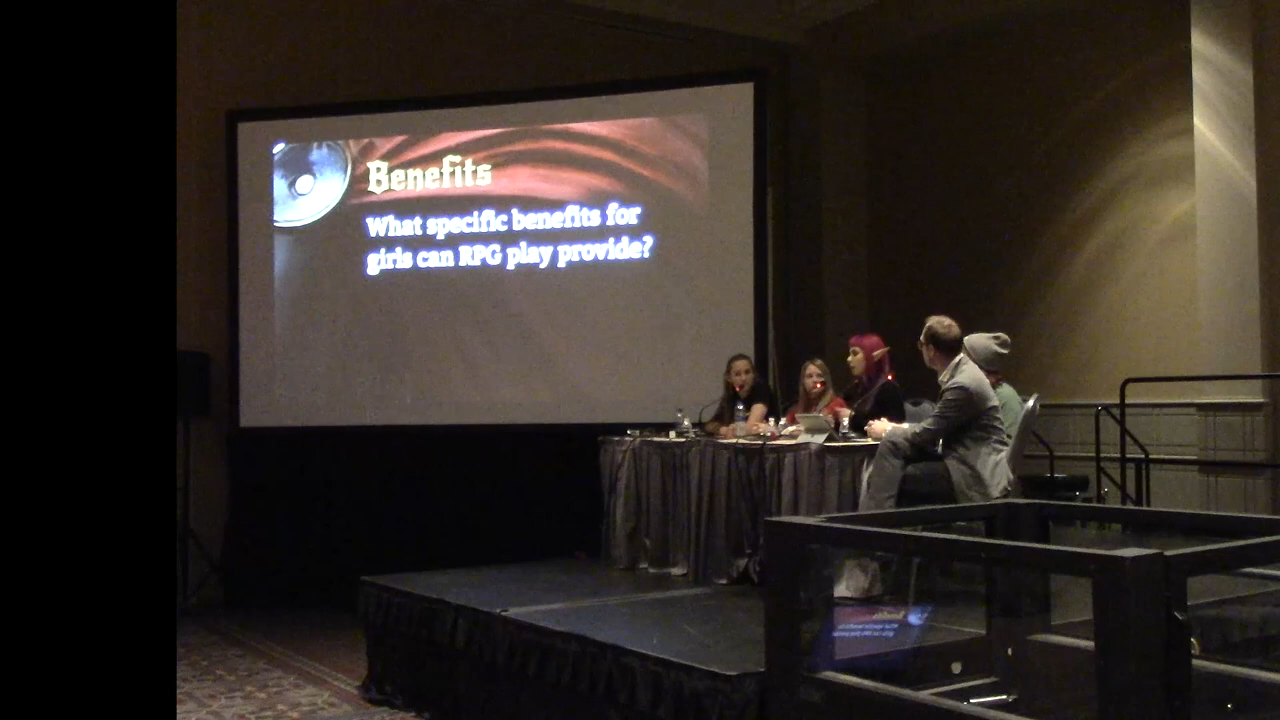 Benefits
What specific benefits for
girls can RPG play provide?